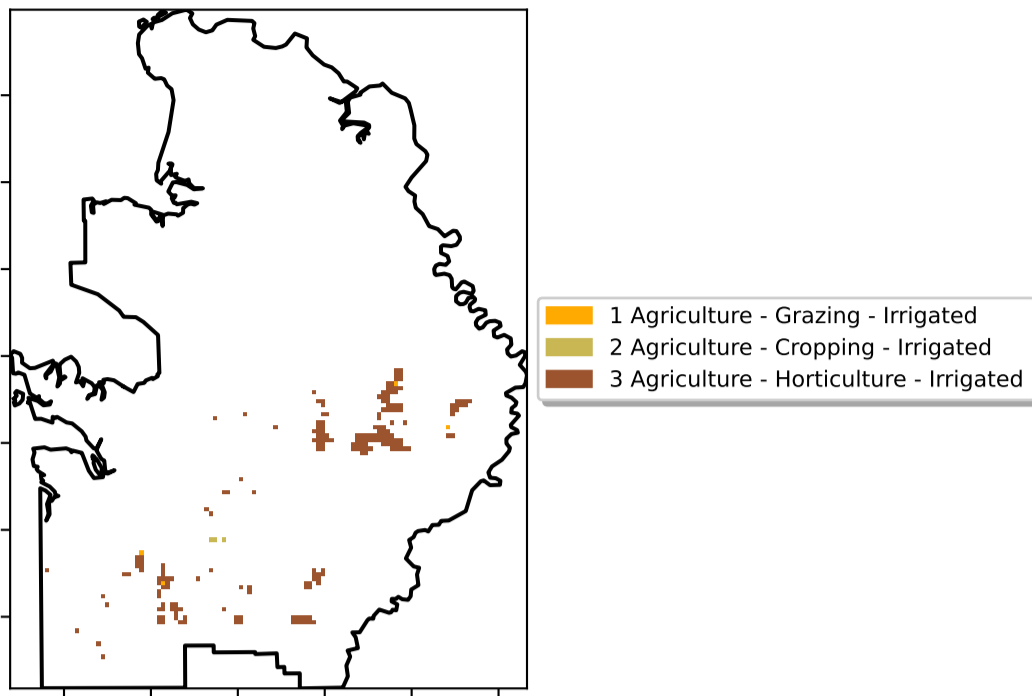 1 Agriculture - Grazing - Irrigated
2 Agriculture - Cropping - Irrigated
3 Agriculture - Horticulture - Irrigated